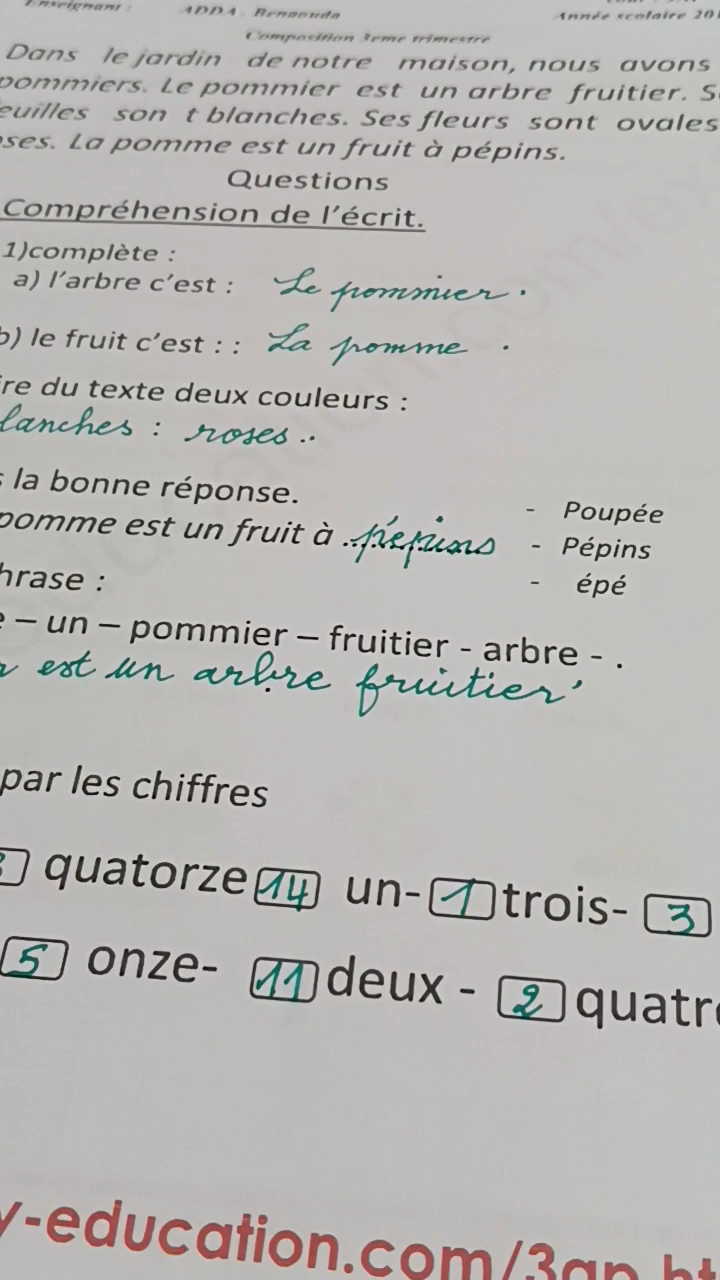 Enseignant : ADDA . Benaouda
Année scolaire 201
Composition 3eme trimestre
Dans le jardin de notre maison, nous avons
pommiers. Le pommier est un arbre fruitier. S
euilles son t blanches. Ses fleurs sont ovales
ses. La pomme est un fruit à pépins.
Questions
Compréhension de l'écrit.
1)complète :
a) l'arbre c'est : Le pommier .
b) le fruit c'est : : La pomme .
ire du texte deux couleurs :
lanches : roses ..
la bonne réponse.
- Poupée
pomme est un fruit à ..pépins - Pépins
- épé
hrase :
e – un – pommier – fruitier - arbre - .
r est un arbre fruitier
par les chiffres
quatorze 14 un- 1 trois- 3
5 onze- 11 deux - 2 quatr
y-education.com/3ap.ht